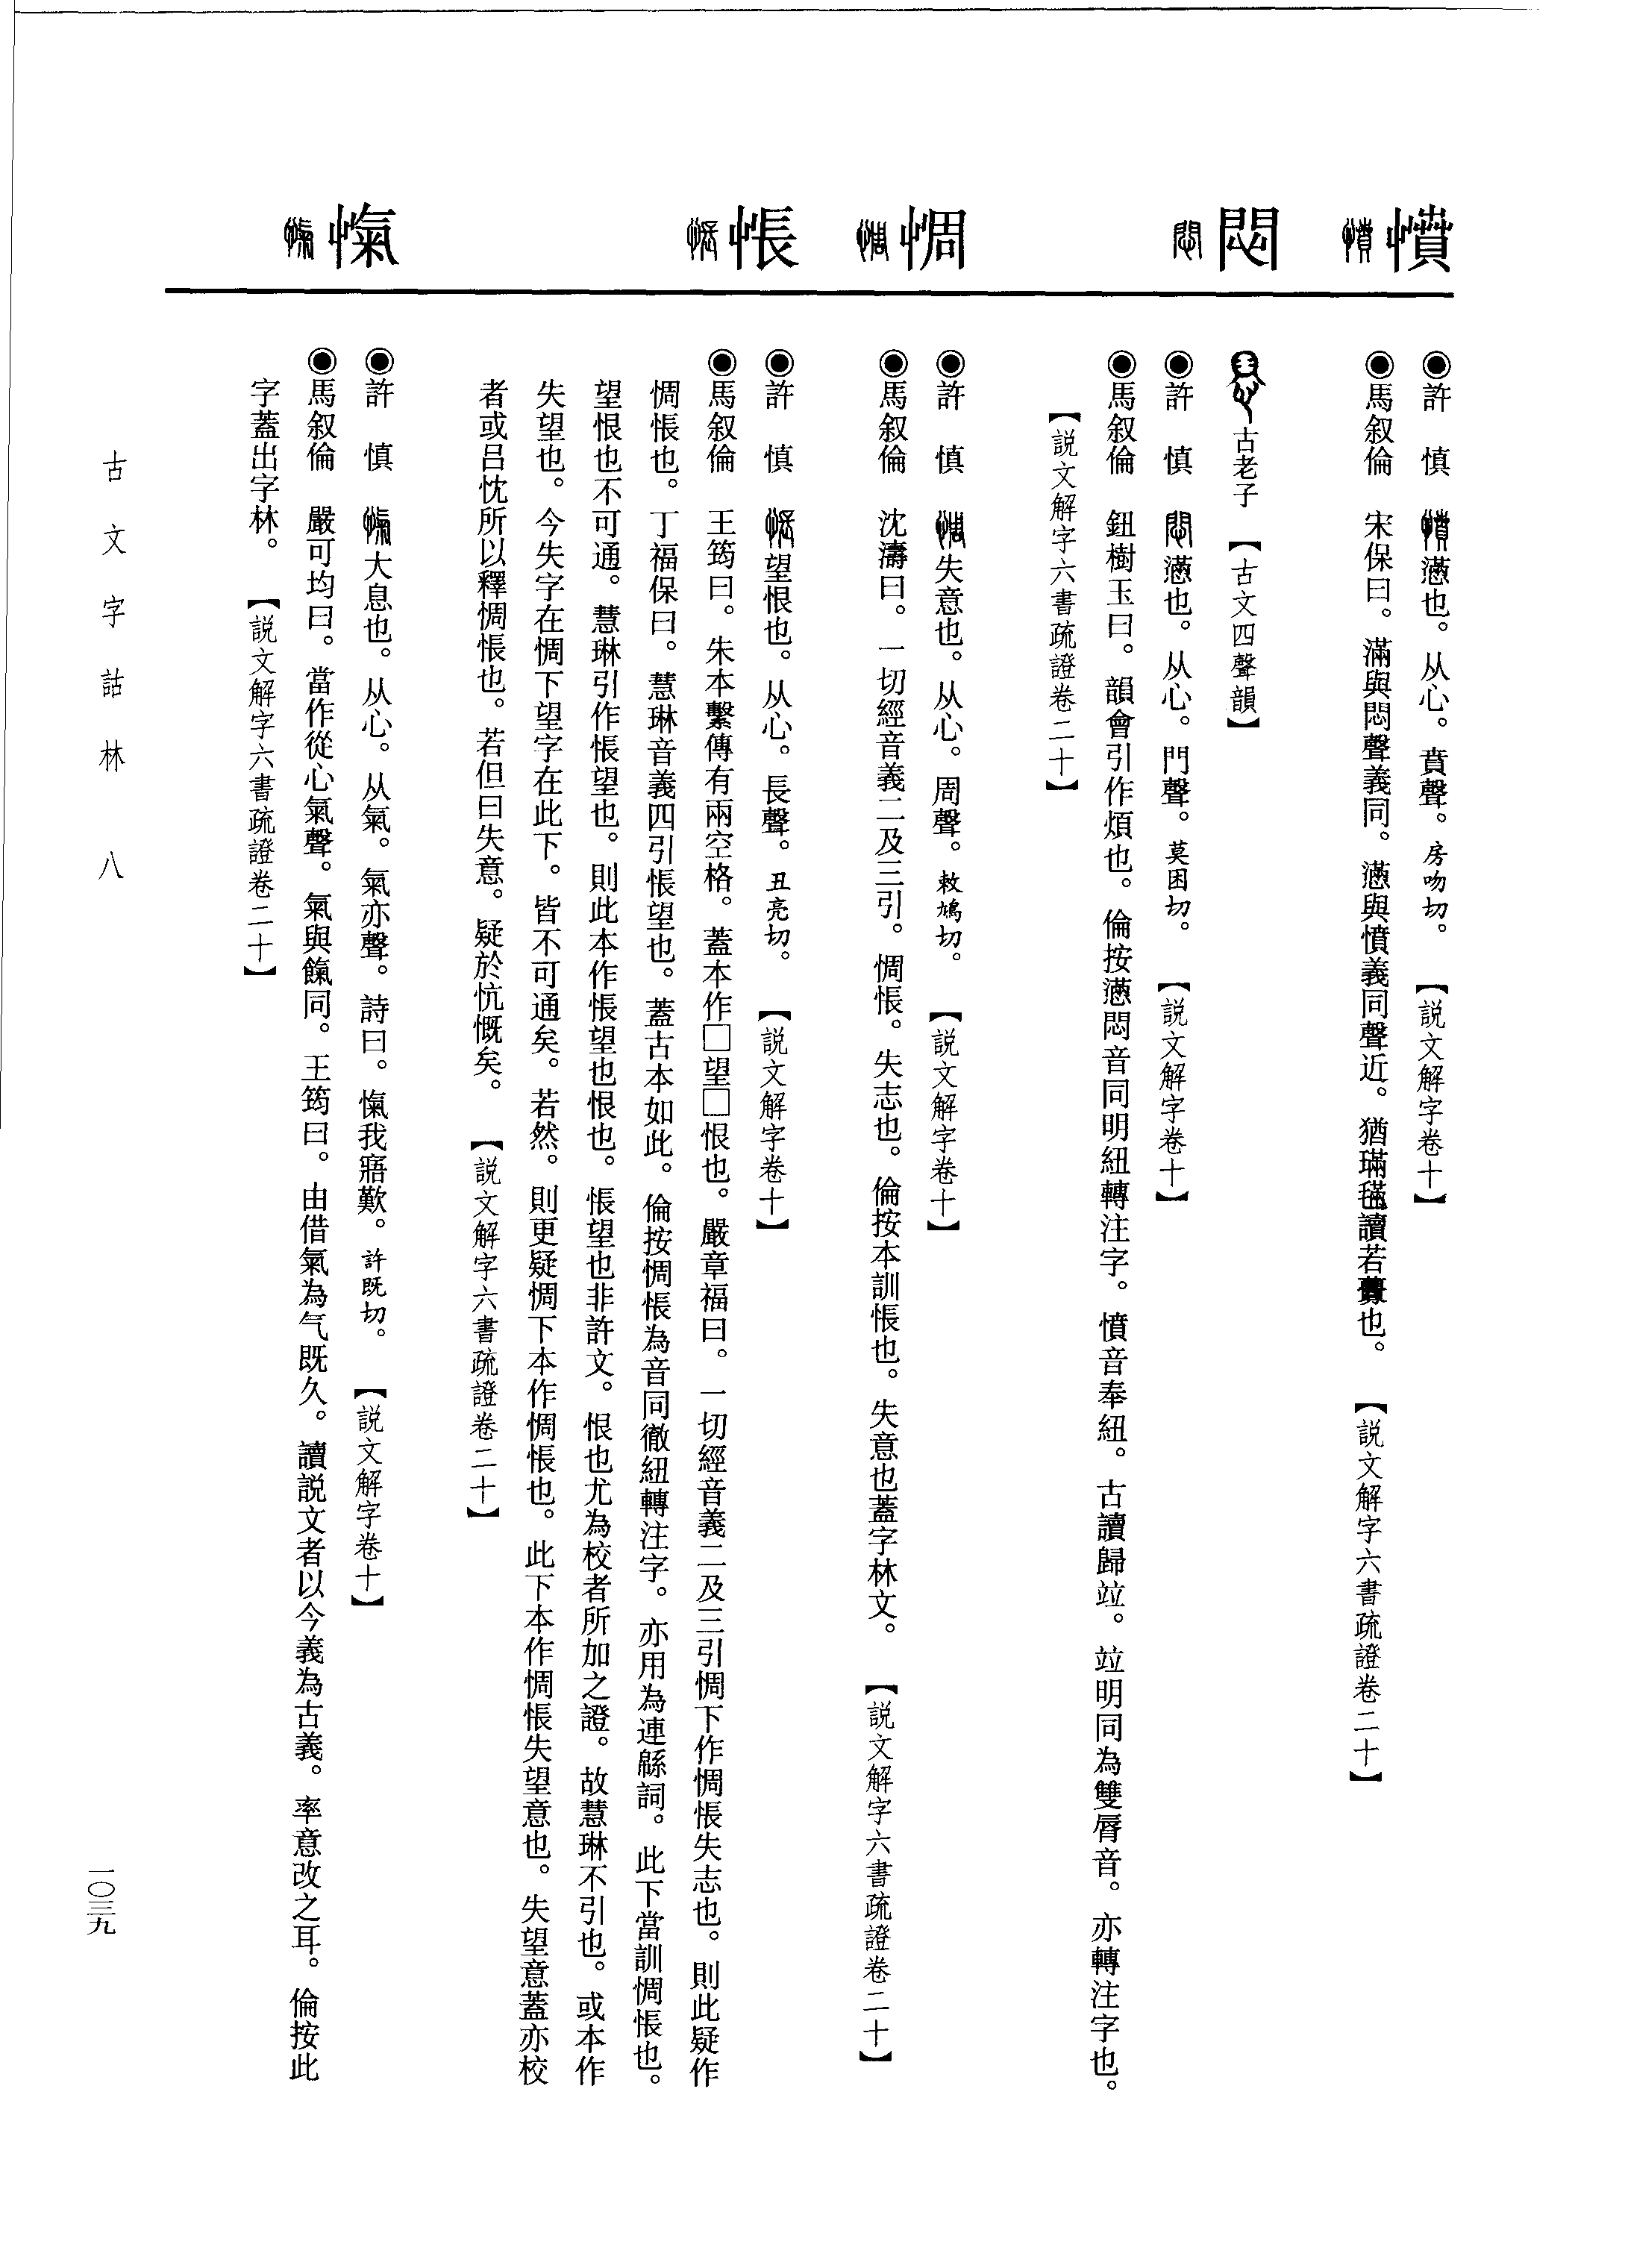 憤
悶
惆
悵
愾
◉許　慎　懣也。从心。賁聲。房吻切。【説文解字卷十】
◉馬叙倫　宋保曰。滿與悶聲義同。懣與憤義同聲近。猶璊讀若也。【説文解字六書疏證卷二十】
古老子【古文四聲韻】
◉許　慎　懣也。从心。門聲。莫困切。【説文解字卷十】
◉馬叙倫　鈕樹玉曰。韻會引作煩也。倫按懣悶音同明紐轉注字。憤音奉紐。古讀歸竝。竝明同為雙脣音。亦轉注字也。
【説文解字六書疏證卷二十】
◉許　慎　失意也。从心。周聲。敕鳩切。【説文解字卷十】
◉馬叙倫　沈濤曰。一切經音義二及三引。惆悵。失志也。倫按本訓悵也。失意也蓋字林文。【説文解字六書疏證卷二十】
◉許　慎　望恨也。从心。長聲。丑亮切。【説文解字卷十】
◉馬叙倫　王筠曰。朱本繫傳有兩空格。蓋本作□望□恨也。嚴章福曰。一切經音義二及三引惆下作惆悵失志也。則此疑作
惆悵也。丁福保曰。慧琳音義四引悵望也。蓋古本如此。倫按惆悵為音同徹紐轉注字。亦用為連緜詞。此下當訓惆悵也。
望恨也不可通。慧琳引作悵望也。則此本作悵望也恨也。悵望也非許文。恨也尤為校者所加之證。故慧琳不引也。或本作
失望也。今失字在惆下望字在此下。皆不可通矣。若然。則更疑惆下本作惆悵也。此下本作惆悵失望意也。失望意蓋亦校
者或呂忱所以釋惆悵也。若但曰失意。疑於忼慨矣。【説文解字六書疏證卷二十】
◉許　慎　大息也。从心。从氣。氣亦聲。詩曰。愾我寤歎。許既切。【説文解字卷十】
◉馬叙倫　嚴可均曰。當作從心氣聲。氣與餼同。王筠曰。由借氣為气既久。讀説文者以今義為古義。率意改之耳。倫按此
字蓋出字林。【説文解字六書疏證卷二十】
古文字詁林　八
一〇三九